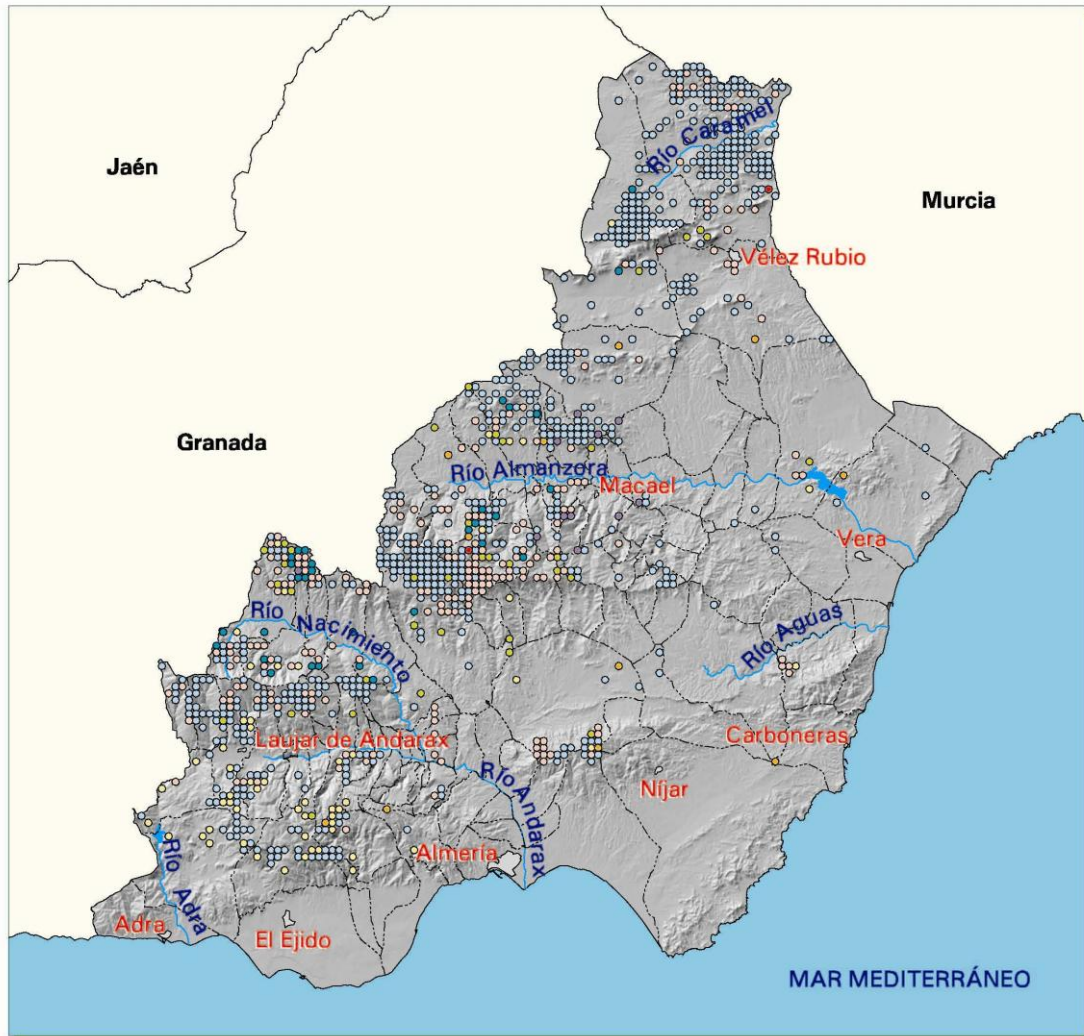 Río Caramel
Jaén
Murcia
Vélez Rubio
Granada
Río Almanzora
Macael
Vera
Río Nacimiento
Río Aguas
Laujar de Andarax
Carboneras
Río Andarax
Níjar
Río Adra
Almería
Adra
El Ejido
MAR MEDITERRÁNEO